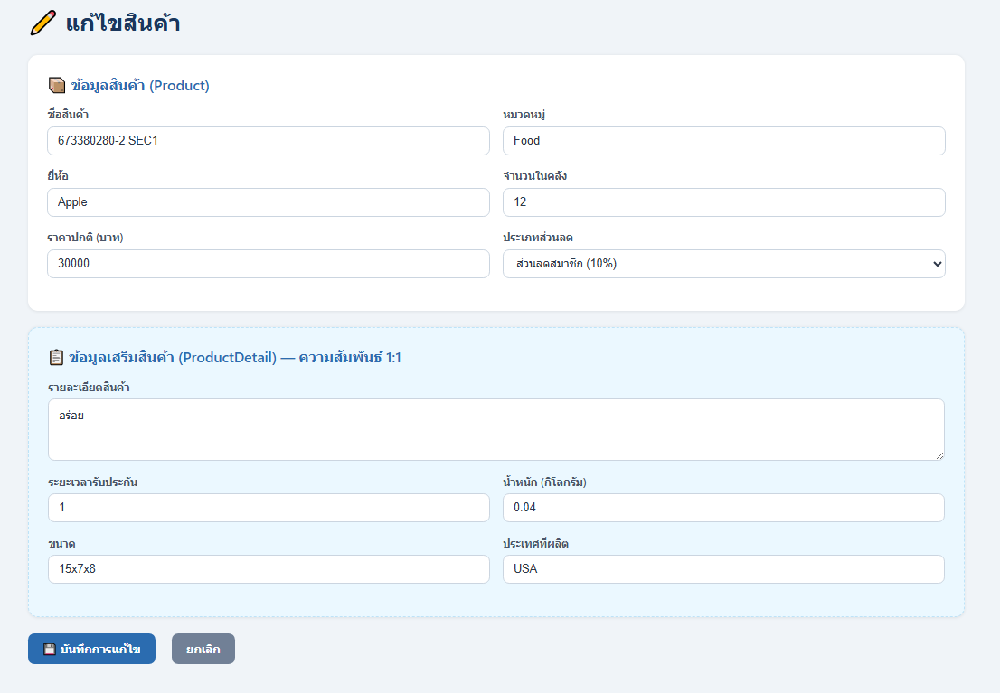 แก้ไขสินค้า
ข้อมูลสินค้า (Product)
ชื่อสินค้า
673380280-2 SEC1
หมวดหมู่
Food
ยี่ห้อ
Apple
จำนวนในคลัง
12
ราคาปกติ (บาท)
30000
ประเภทส่วนลด
ส่วนลดสมาชิก (10%)
ข้อมูลเสริมสินค้า (ProductDetail) — ความสัมพันธ์ 1:1
รายละเอียดสินค้า
อร่อย
ระยะเวลารับประกัน
1
น้ำหนัก (กิโลกรัม)
0.04
ขนาด
15x7x8
ประเทศที่ผลิต
USA
บันทึกการแก้ไข
ยกเลิก